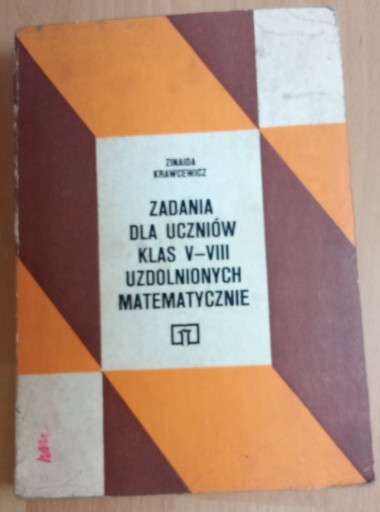 ZINAIDA
KRAWCEWICZ
ZADANIA
DLA UCZNIÓW
KLAS V-VIII
UZDOLNIONYCH
MATEMATYCZNIE